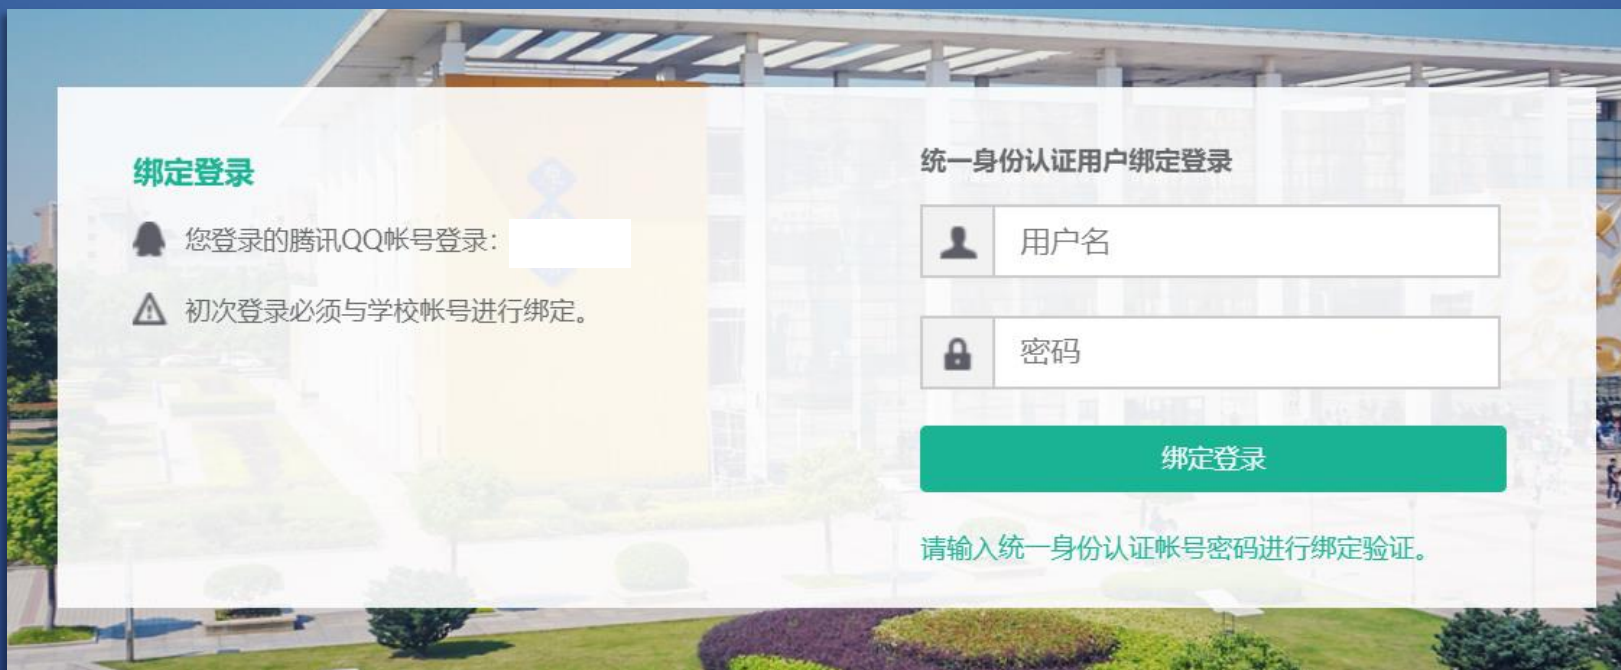 绑定登录
您登录的腾讯QQ帐号登录:
初次登录必须与学校帐号进行绑定。
统一身份认证用户绑定登录
用户名
密码
绑定登录
请输入统一身份认证帐号密码进行绑定验证。